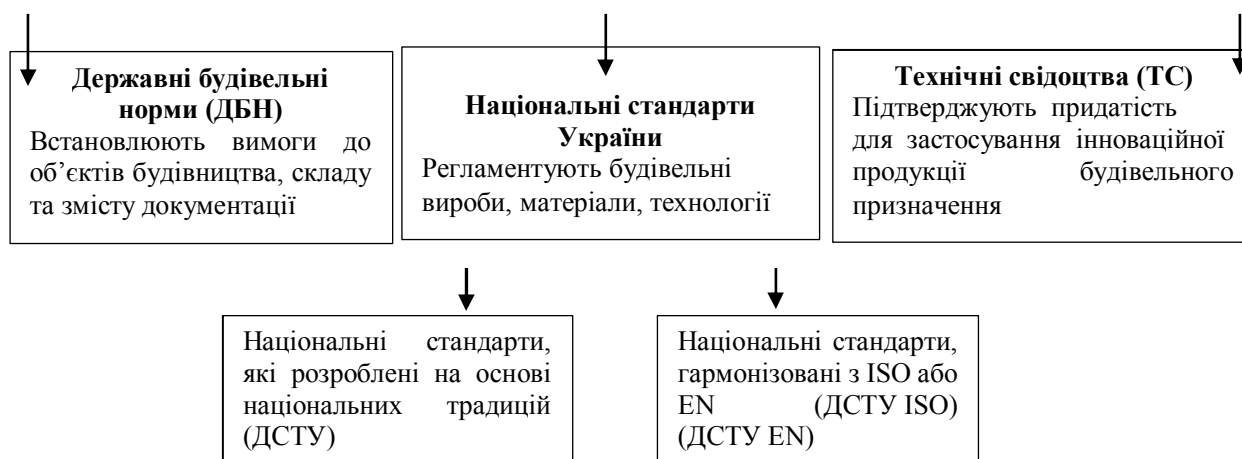 Державні будівельні
норми (ДБН)
Встановлюють вимоги до
об’єктів будівництва, складу
та змісту документації
Національні стандарти
України
Регламентують будівельні
вироби, матеріали, технології
Технічні свідоцтва (ТС)
Підтверджують придатість
для застосування інноваційної
продукції будівельного
призначення
Національні стандарти,
які розроблені на основі
національних традицій
(ДСТУ)
Національні стандарти,
гармонізовані з ISO або
EN (ДСТУ ISO)
(ДСТУ EN)